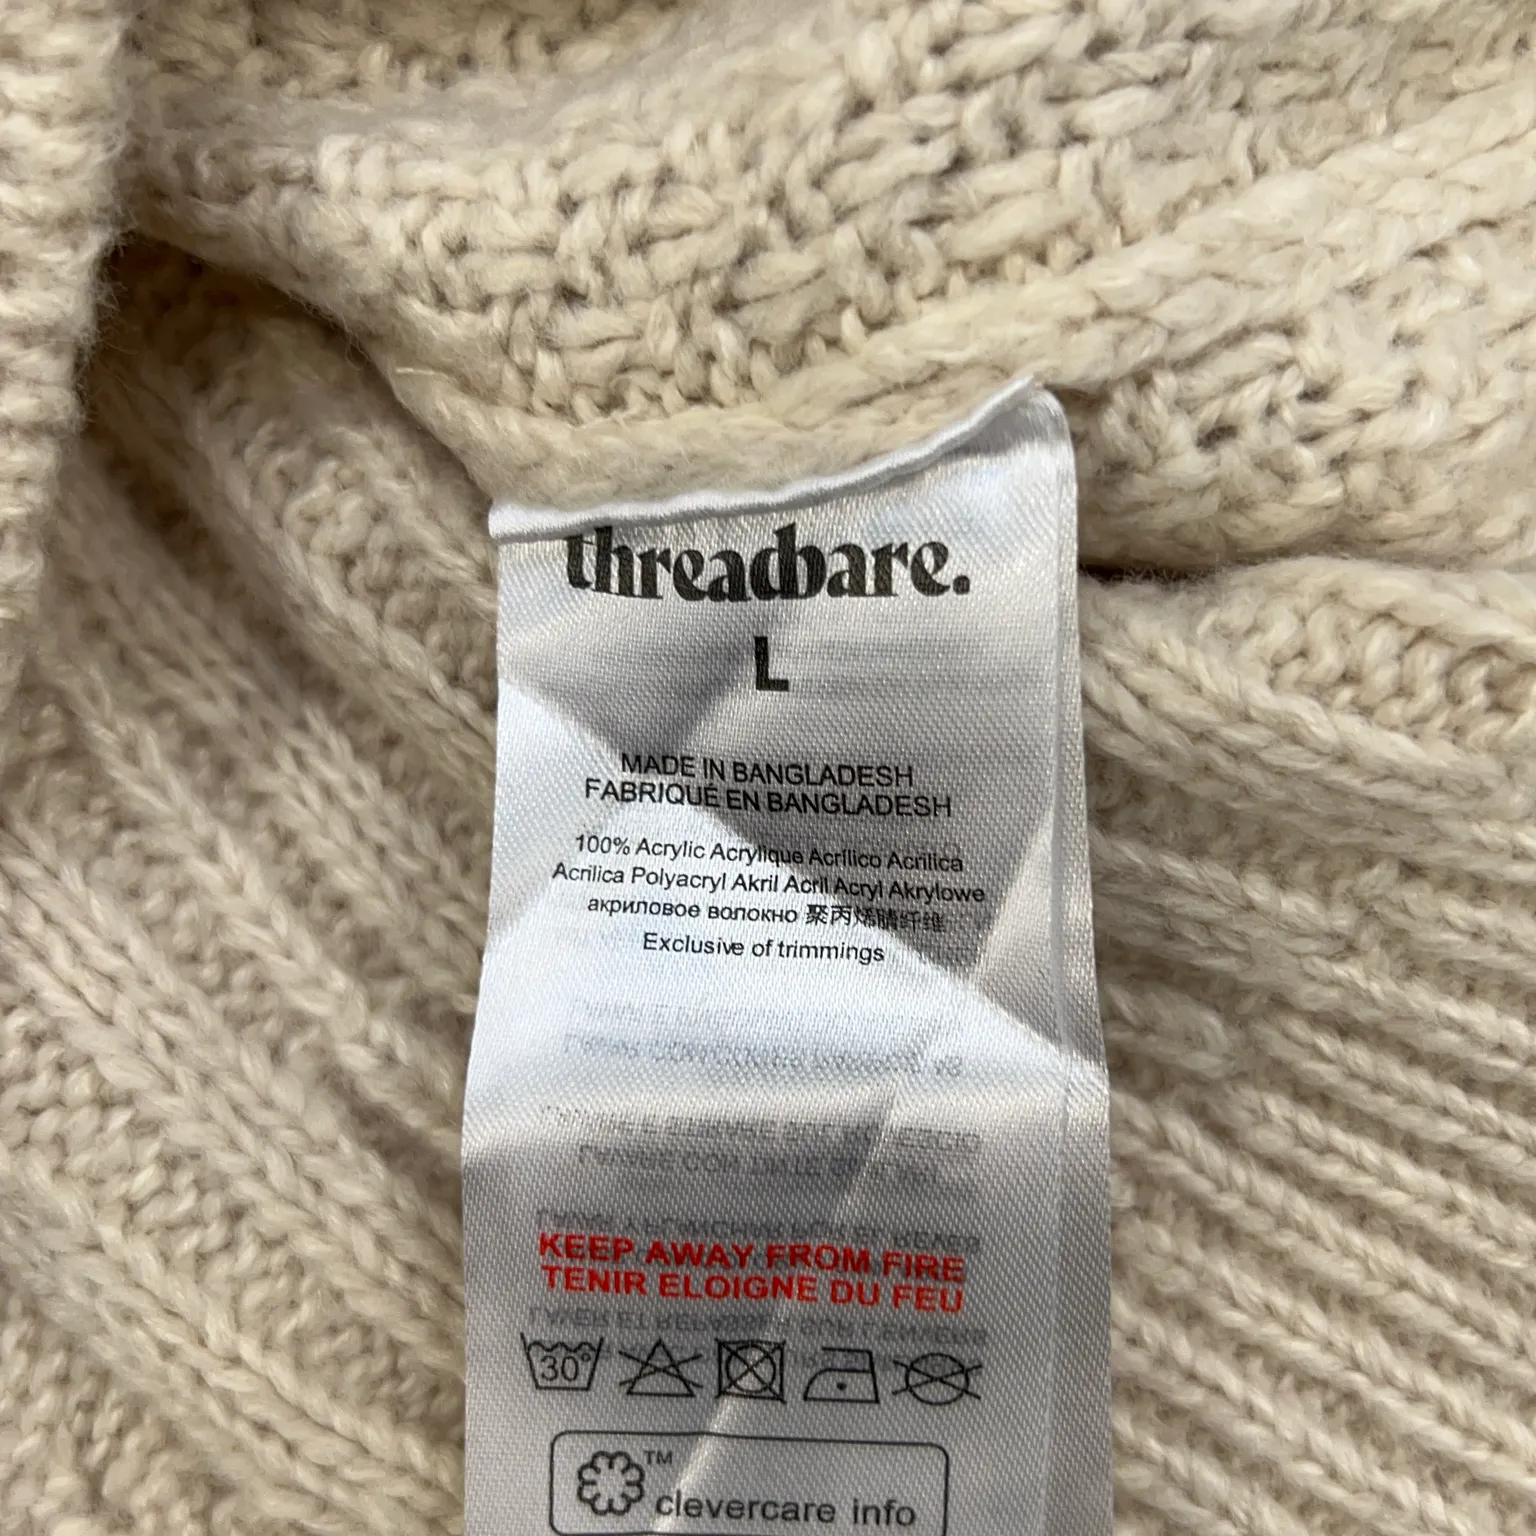 threadbare.
L
MADE IN BANGLADESH
FABRIQUÉ EN BANGLADESH
100% Acrylic Acrylique Acrílico Acrilica
Acrilica Polyacryl Akril Acril Acryl Akrylowe
акриловое волокно 聚丙烯腈纤维
Exclusive of trimmings
KEEP AWAY FROM FIRE
TENIR ELOIGNE DU FEU
30°
TM
clevercare info